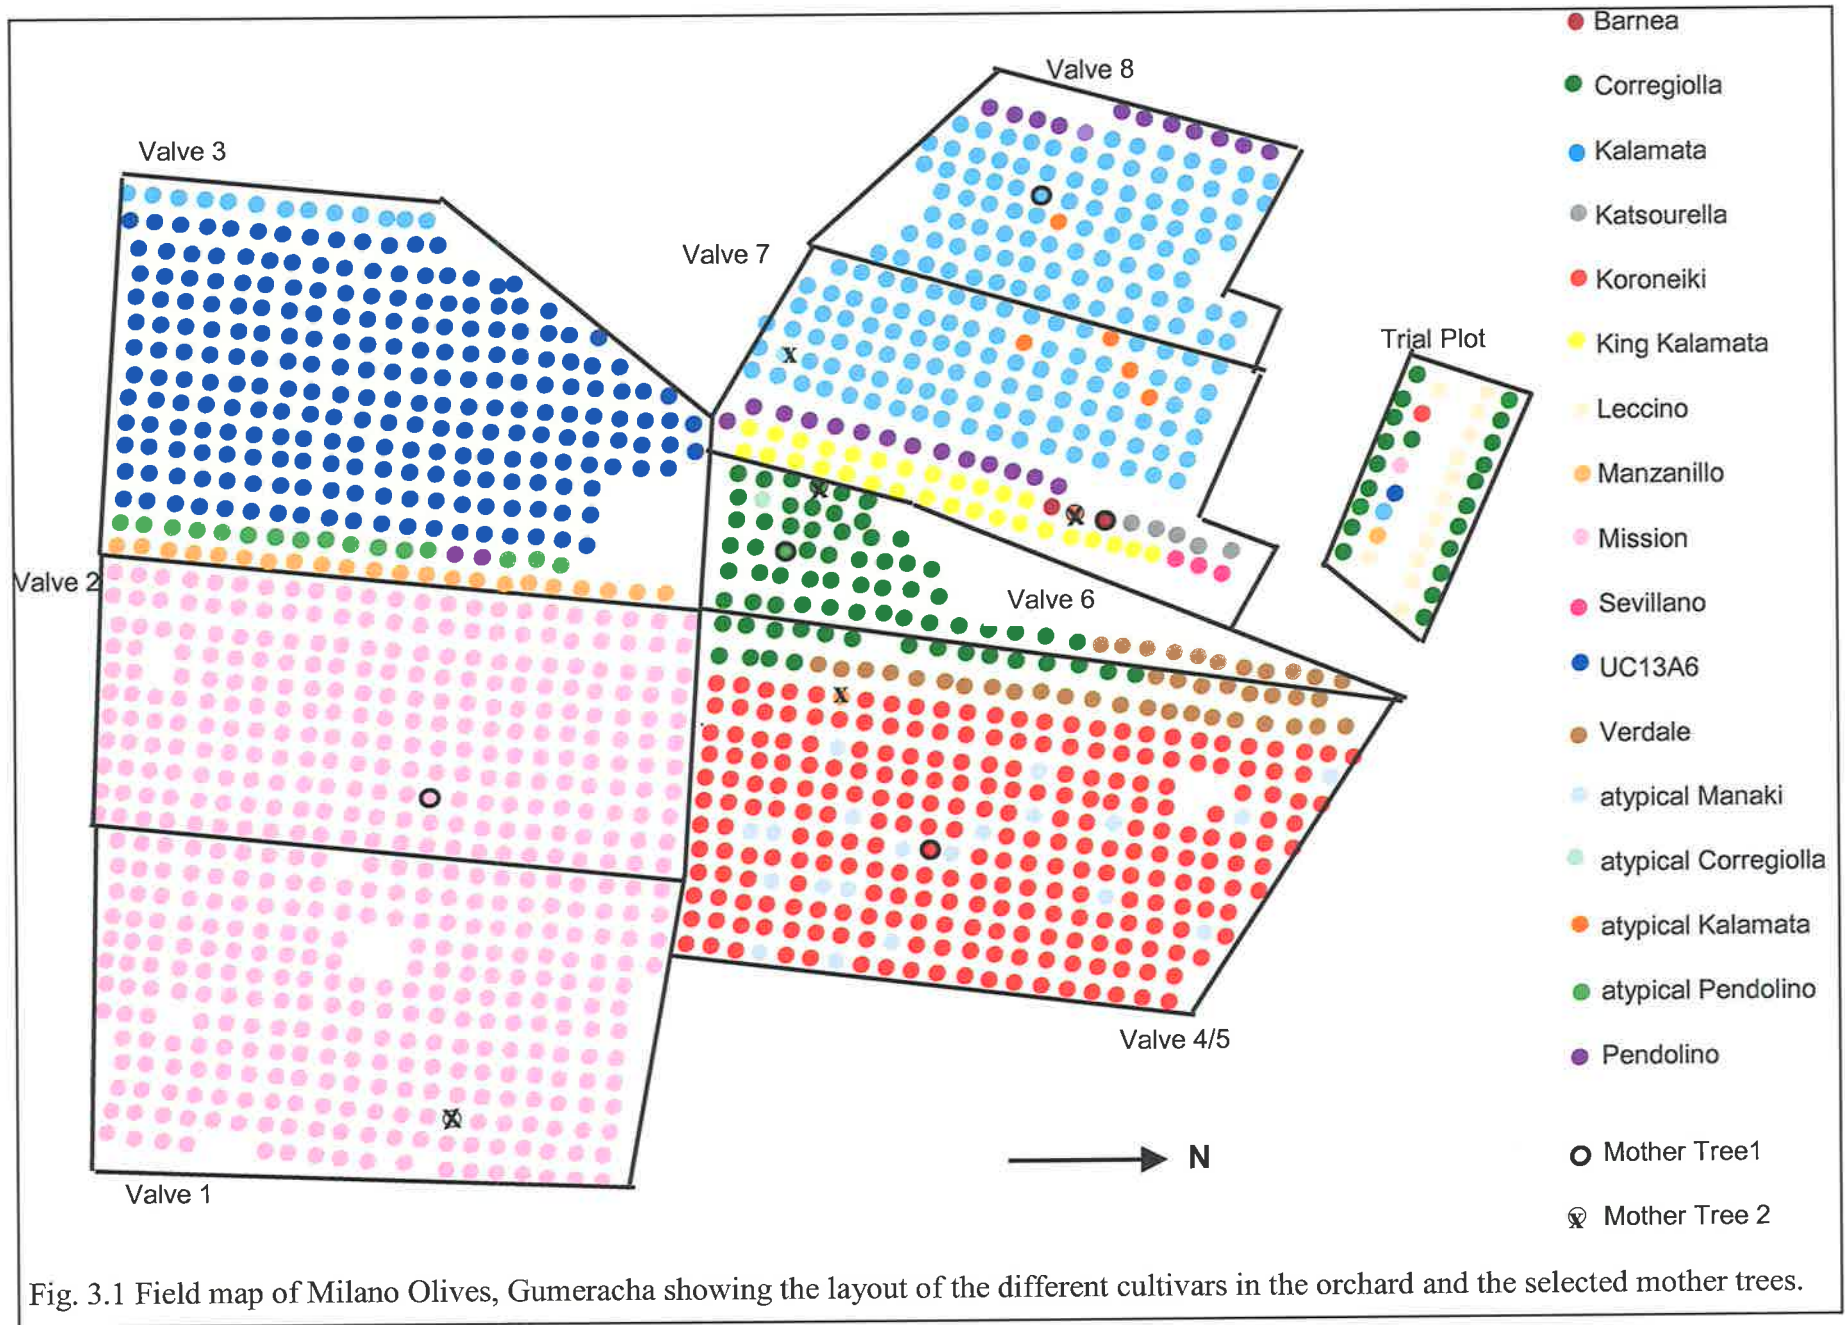 Valve 8
Valve 3
Valve 7
Trial Plot
Valve 2
Valve 6
Valve 4/5
Valve 1
N
x
x
x
x
x
Barnea
Corregiolla
Kalamata
Katsourella
Koroneiki
King Kalamata
Leccino
Manzanillo
Mission
Sevillano
UC13A6
Verdale
atypical Manaki
atypical Corregiolla
atypical Kalamata
atypical Pendolino
Pendolino
Mother Tree1
x Mother Tree 2
Fig. 3.1 Field map of Milano Olives, Gumeracha showing the layout of the different cultivars in the orchard and the selected mother trees.